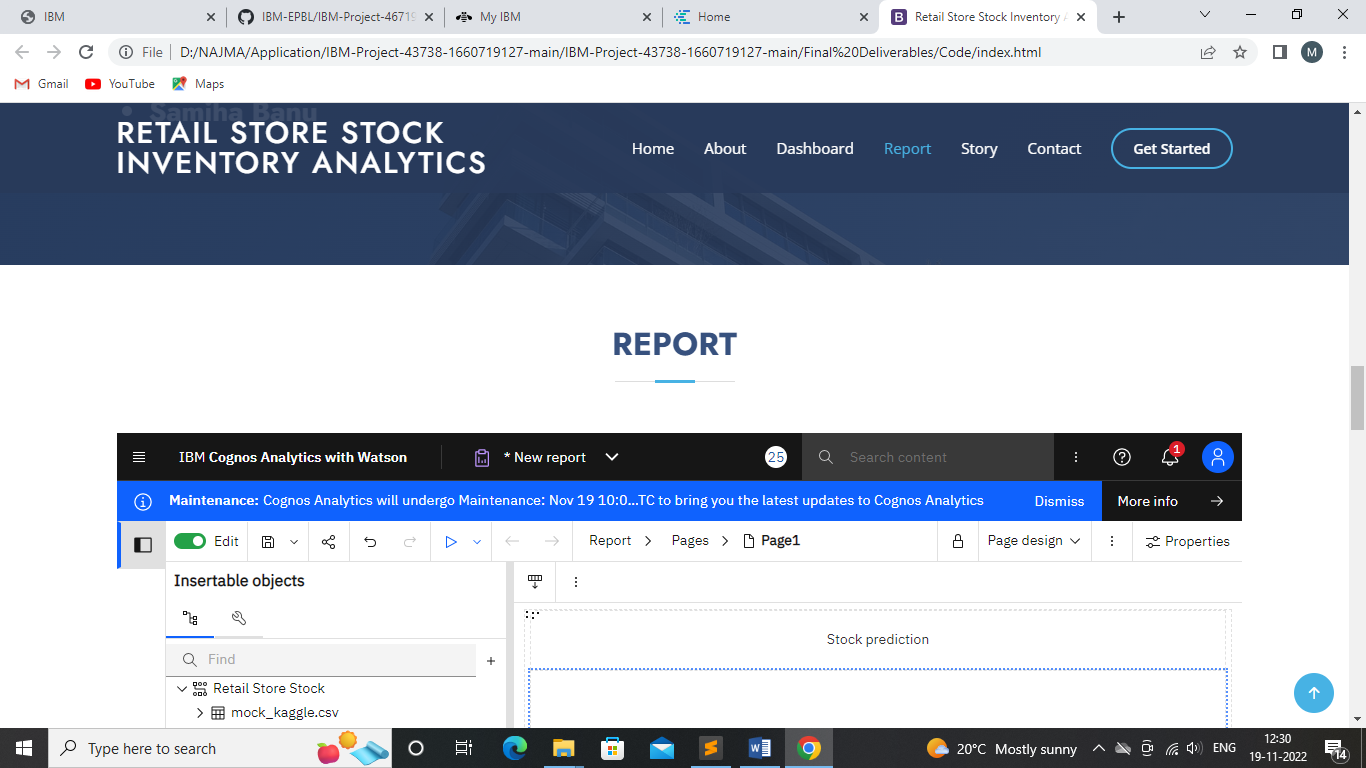 IBM
IBM-EPBL/IBM-Project-46719
My IBM
Home
Retail Store Stock Inventory A
File
D:/NAJMA/Application/IBM-Project-43738-1660719127-main/IBM-Project-43738-1660719127-main/Final%20Deliverables/Code/index.html
M
Gmail
YouTube
Maps
Samiha Banu
RETAIL STORE STOCK
INVENTORY ANALYTICS
Home About Dashboard Report Story Contact Get Started
REPORT
IBM Cognos Analytics with Watson
* New report
25
Search content
1
Maintenance: Cognos Analytics will undergo Maintenance: Nov 19 10:0...TC to bring you the latest updates to Cognos Analytics
Dismiss
More info
Edit
Report
Pages
Page1
Page design
Properties
Insertable objects
Find
Retail Store Stock
mock_kaggle.csv
Stock prediction
Type here to search
20°C Mostly sunny
ENG
12:30
19-11-2022
14